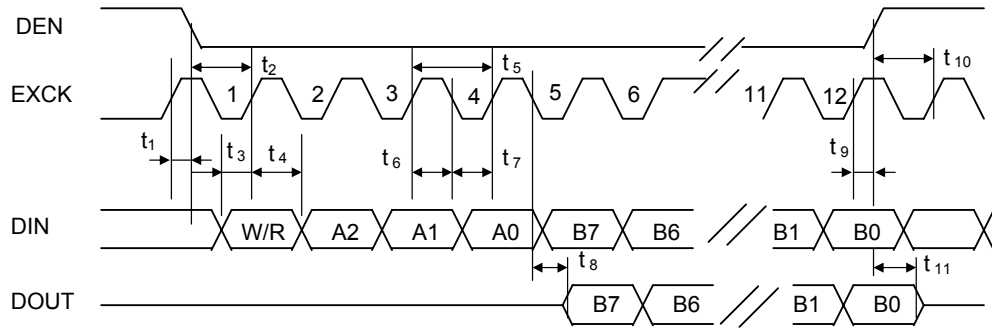 DEN
t2 t5 t10
EXCK 1 2 3 4 5 6 11 12
t1 t3 t4 t6 t7 t9
DIN W/R A2 A1 A0 B7 B6 B1 B0
t8 t11
DOUT B7 B6 B1 B0